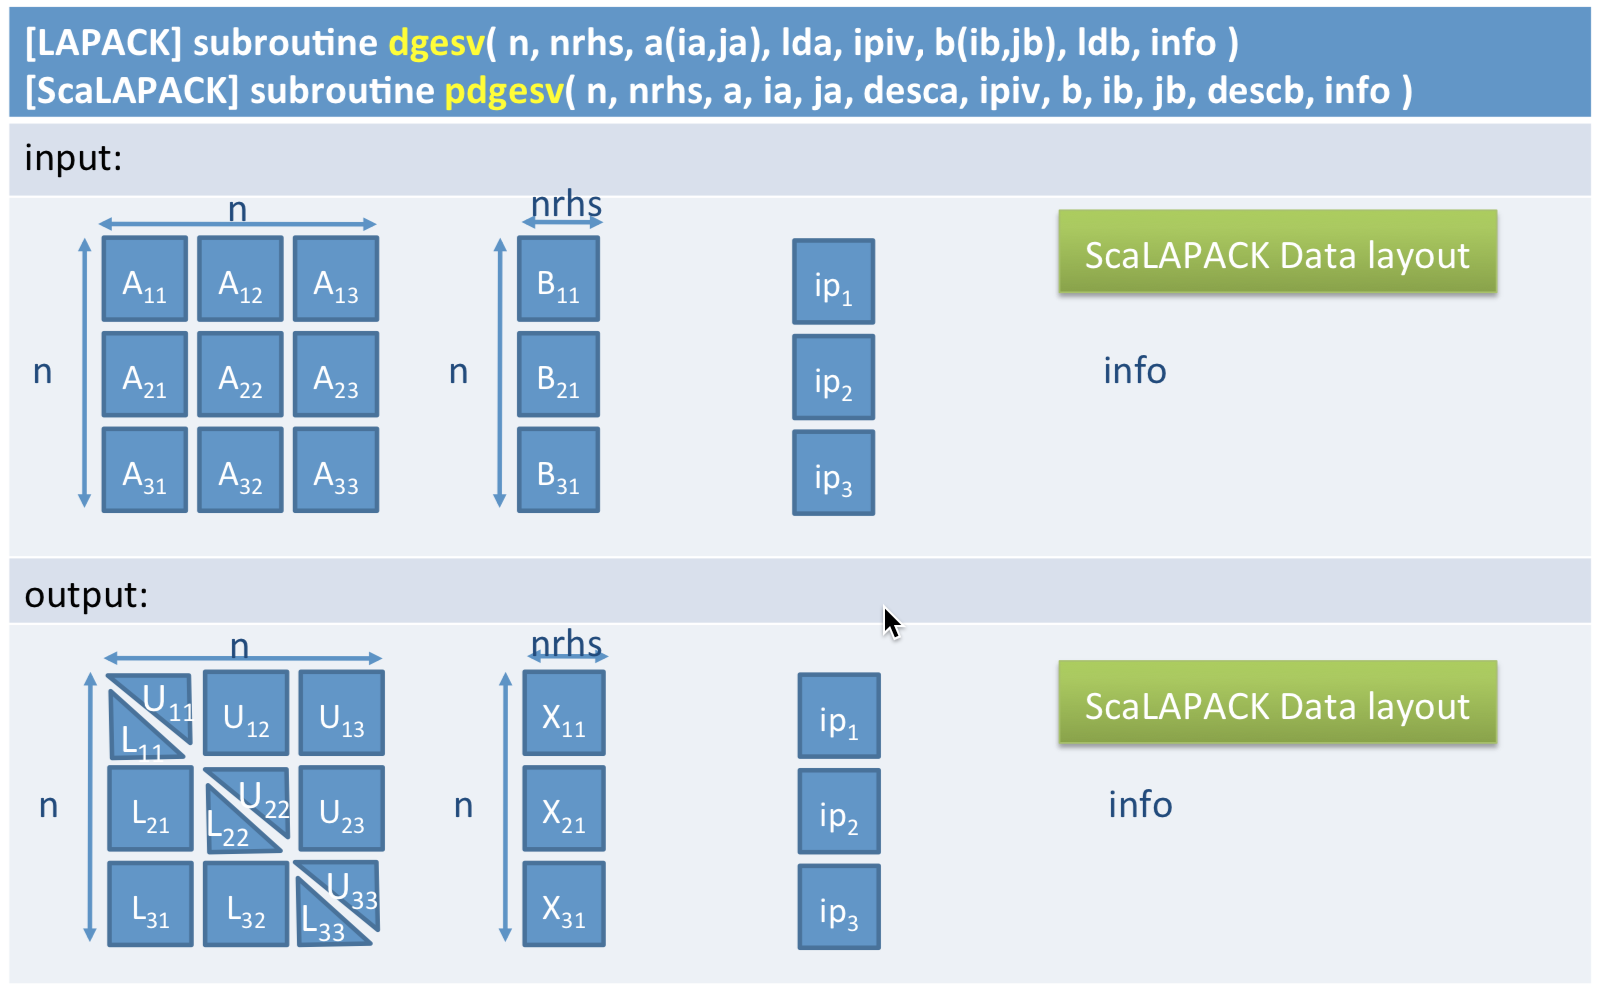 [LAPACK] subroutine dgesv( n, nrhs, a(ia,ja), lda, ipiv, b(ib,jb), ldb, info )
[ScaLAPACK] subroutine pdgesv( n, nrhs, a, ia, ja, desca, ipiv, b, ib, jb, descb, info )
input:
n nrhs
A11 A12 A13 B11 ip1 ScaLAPACK Data layout
n A21 A22 A23 n B21 ip2 info
A31 A32 A33 B31 ip3
output:
n nrhs
U11 L11 U12 U13 X11 ip1 ScaLAPACK Data layout
n L21 U22 L22 U23 n X21 ip2 info
L31 L32 U33 L33 X31 ip3